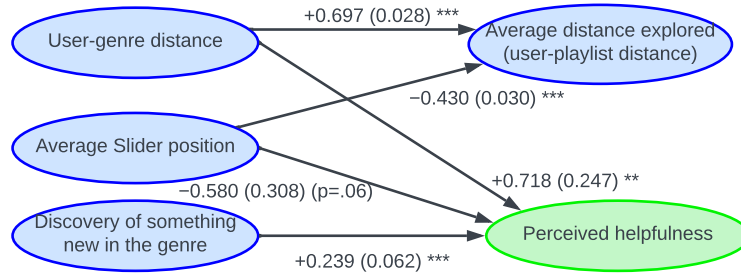 +0.697 (0.028) ***
User-genre distance
Average distance explored
(user-playlist distance)
−0.430 (0.030) ***
Average Slider position
+0.718 (0.247) **
−0.580 (0.308) (p=.06)
Discovery of something
new in the genre
Perceived helpfulness
+0.239 (0.062) ***